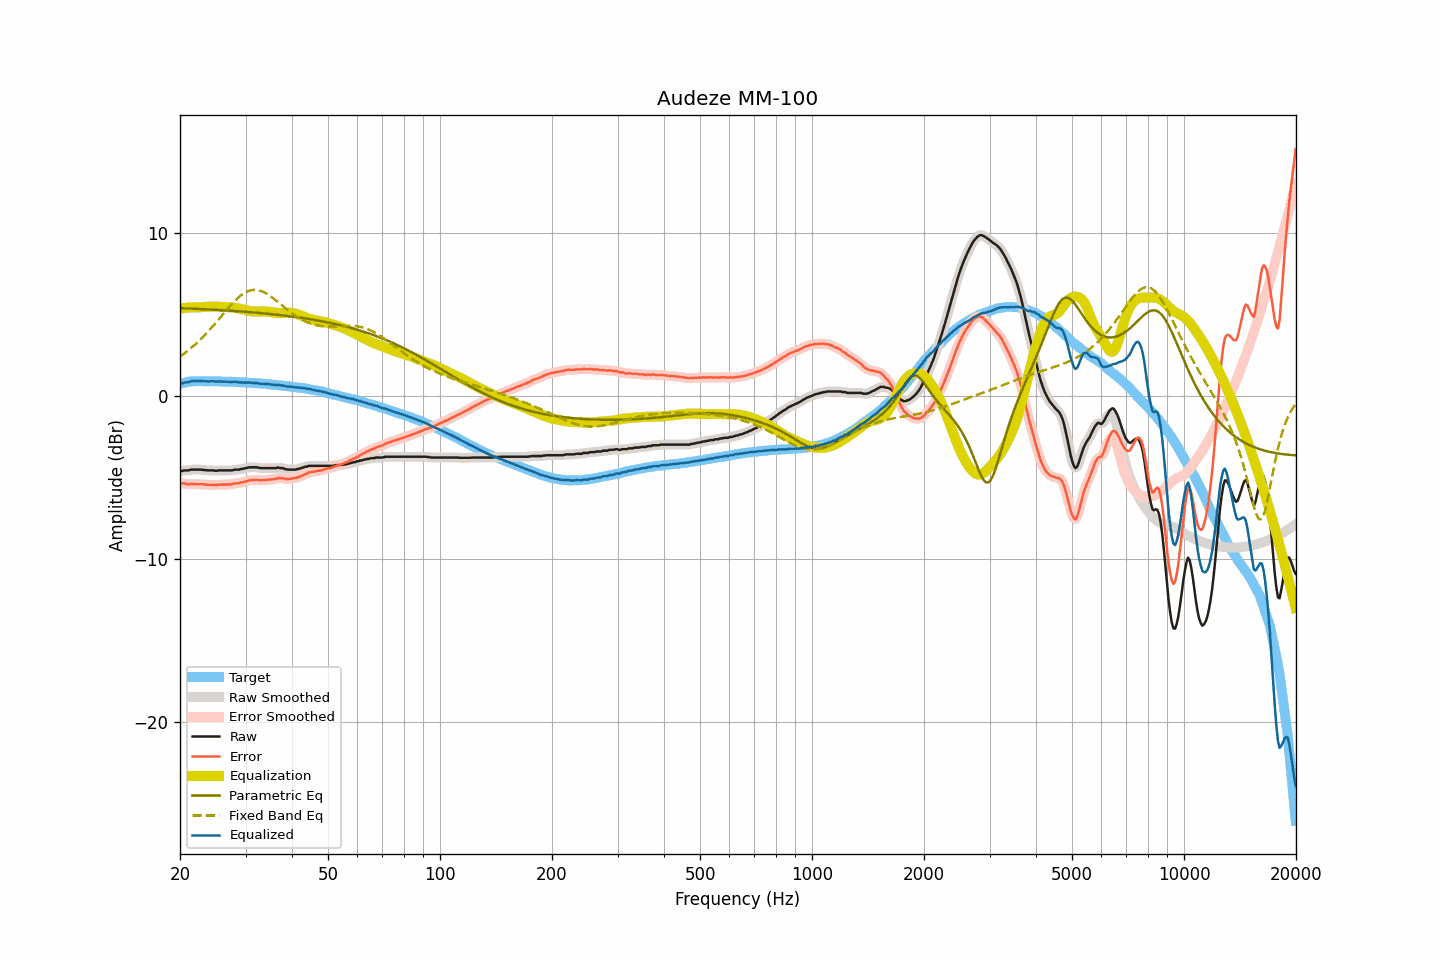 Audeze MM-100
Amplitude (dBr)
10
0
−10
−20
Target
Raw Smoothed
Error Smoothed
Raw
Error
Equalization
Parametric Eq
Fixed Band Eq
Equalized
20 50 100 200 500 1000 2000 5000 10000 20000
Frequency (Hz)